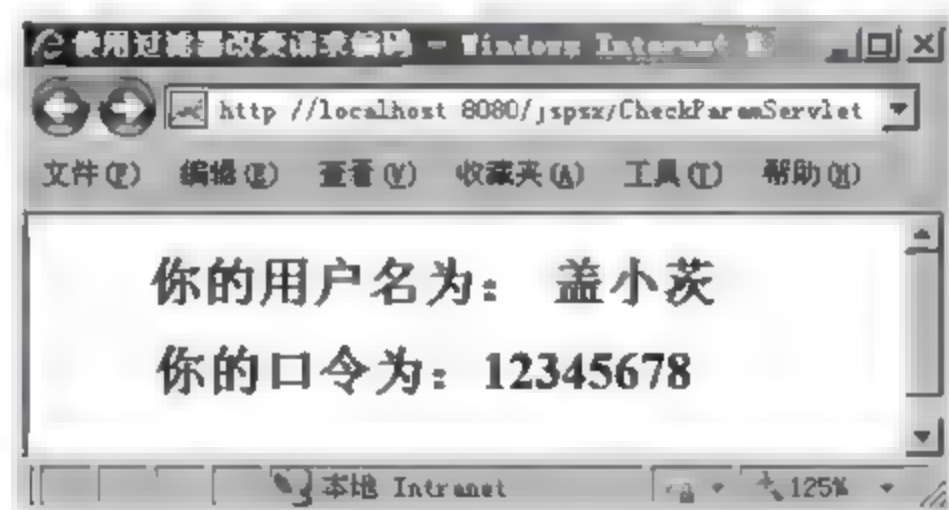 使用过滤器改变请求编码 - Windows Internet
http //localhost 8080/jspsz/CheckParamServlet
文件(F) 编辑(E) 查看(V) 收藏夹(A) 工具(T) 帮助(H)
你的用户名为： 盖小茨
你的口令为：12345678
本地 Intranet 125%